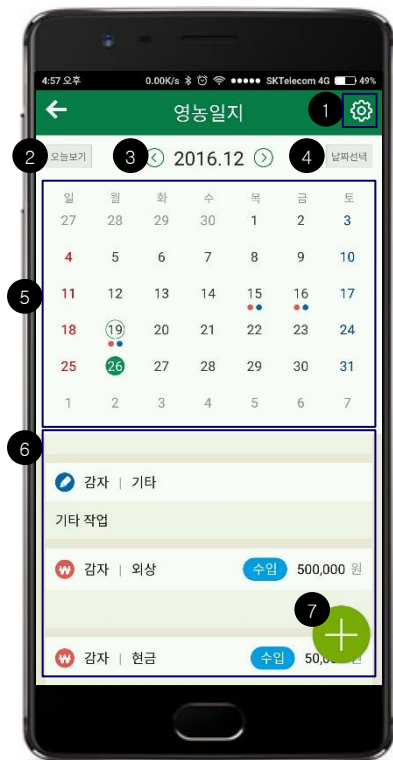 4:57 오후 0.00K/s SKTelecom 4G 49%
영농일지 1
2 오늘보기 3 2016.12 4 날짜선택
일 월 화 수 목 금 토
27 28 29 30 1 2 3
4 5 6 7 8 9 10
5 11 12 13 14 15 16 17
18 19 20 21 22 23 24
25 26 27 28 29 30 31
1 2 3 4 5 6 7
6
감자 | 기타
기타 작업
감자 | 외상 수입 500,000 원
7
감자 | 현금 수입